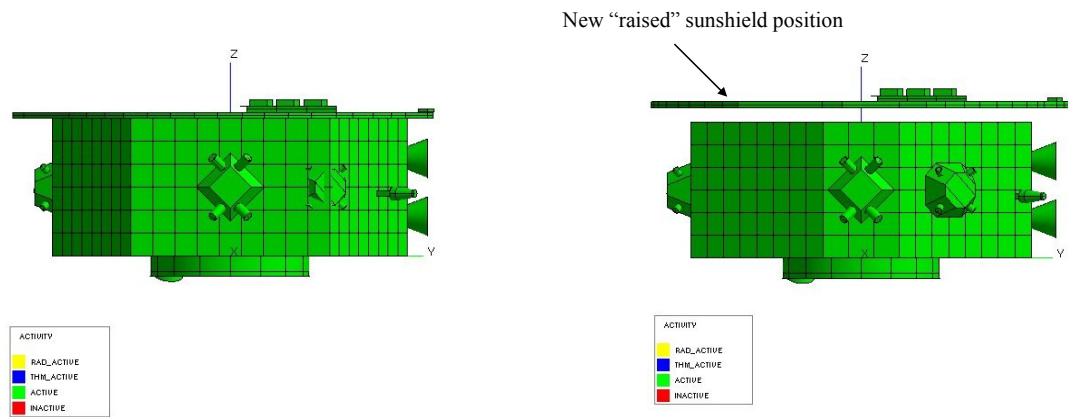 New “raised” sunshield position
Z
X
Y
ACTIVITY
RAD_ACTIVE
THM_ACTIVE
ACTIVE
INACTIVE
Z
X
Y
ACTIVITY
RAD_ACTIVE
THM_ACTIVE
ACTIVE
INACTIVE